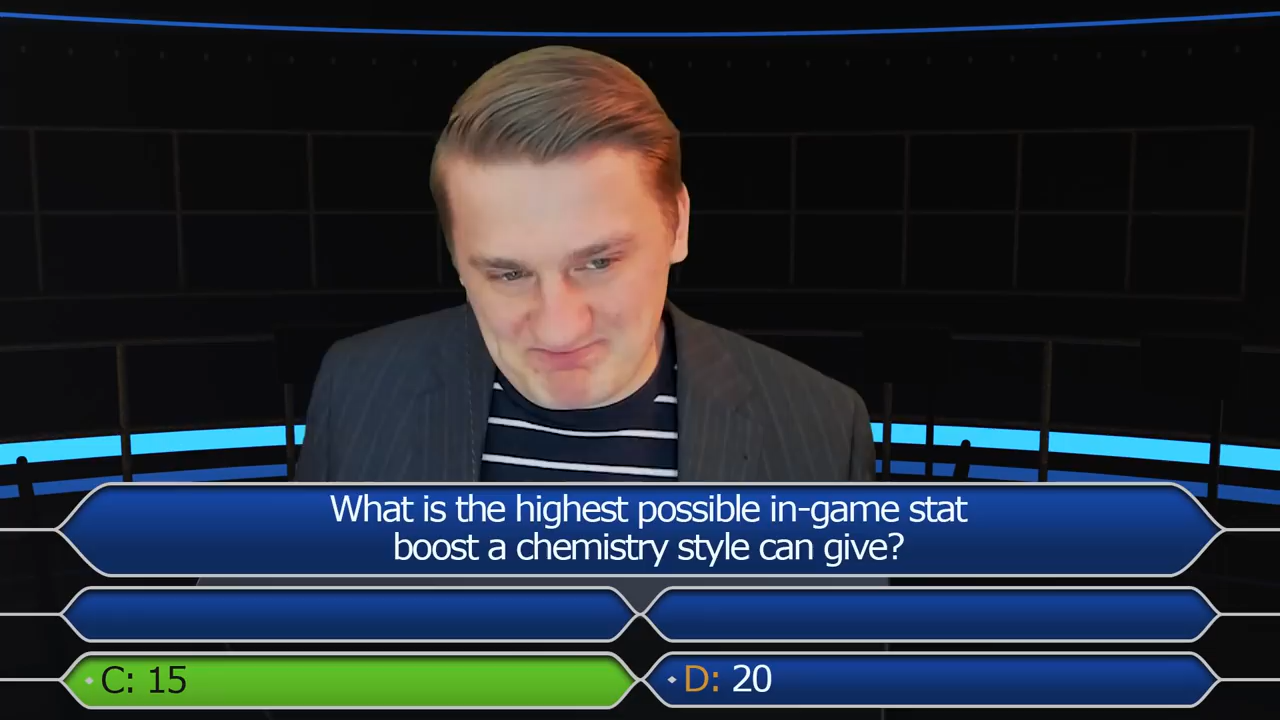 What is the highest possible in-game stat
boost a chemistry style can give?
C: 15
D: 20